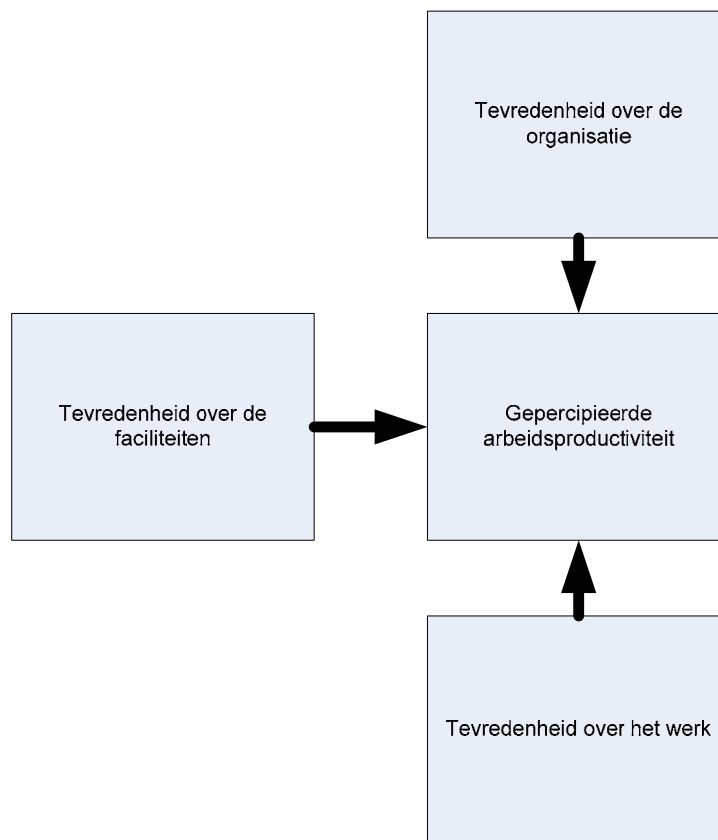 Tevredenheid over de
organisatie
Tevredenheid over de
faciliteiten
Gepercipieerde
arbeidsproductiviteit
Tevredenheid over het werk